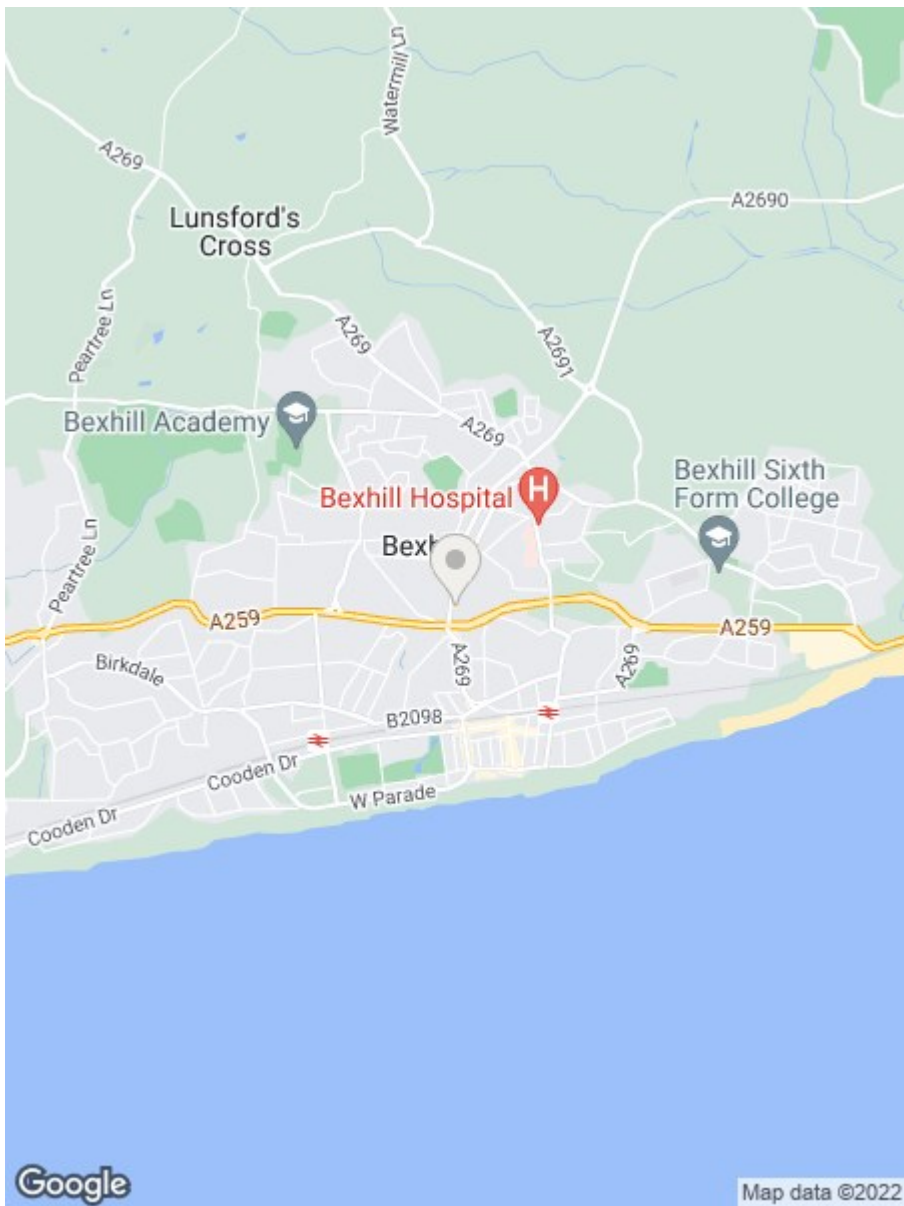 Watermill Ln
A269
A2690
Lunsford's
Cross
Peartree Ln
A269
A2691
Bexhill Academy
A269
Bexhill Sixth
Form College
Bexhill Hospital
H
Peartree Ln
A259
A259
Birkdale
A269
A269
B2098
Cooden Dr
W Parade
Cooden Dr
Google
Map data ©2022